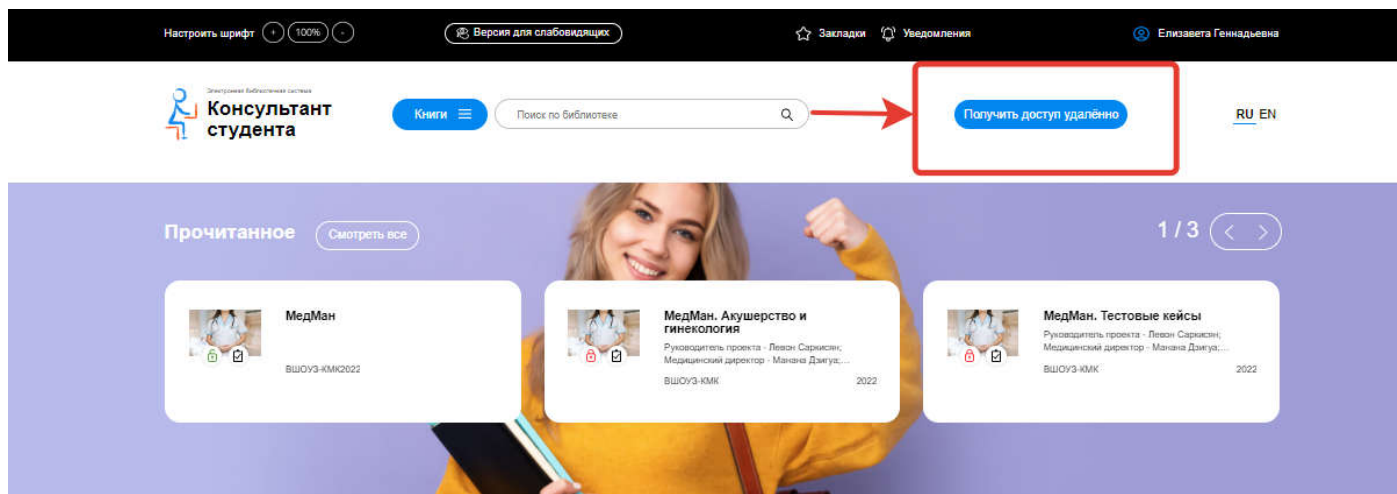 Настроить шрифт + 100% -
Версия для слабовидящих
Закладки
Уведомления
Елизавета Геннадьевна
Электронная библиотечная система
Консультант
студента
Книги
Поиск по библиотеке
Получить доступ удалённо
RU EN
Прочитанное
Смотреть все
1 / 3
МедМан
ВШОУЗ-КМК2022
МедМан. Акушерство и
гинекология
Руководитель проекта - Левон Саркисян;
Медицинский директор - Манана Дзигуа;...
ВШОУЗ-КМК
2022
МедМан. Тестовые кейсы
Руководитель проекта - Левон Саркисян;
Медицинский директор - Манана Дзигуа;...
ВШОУЗ-КМК
2022